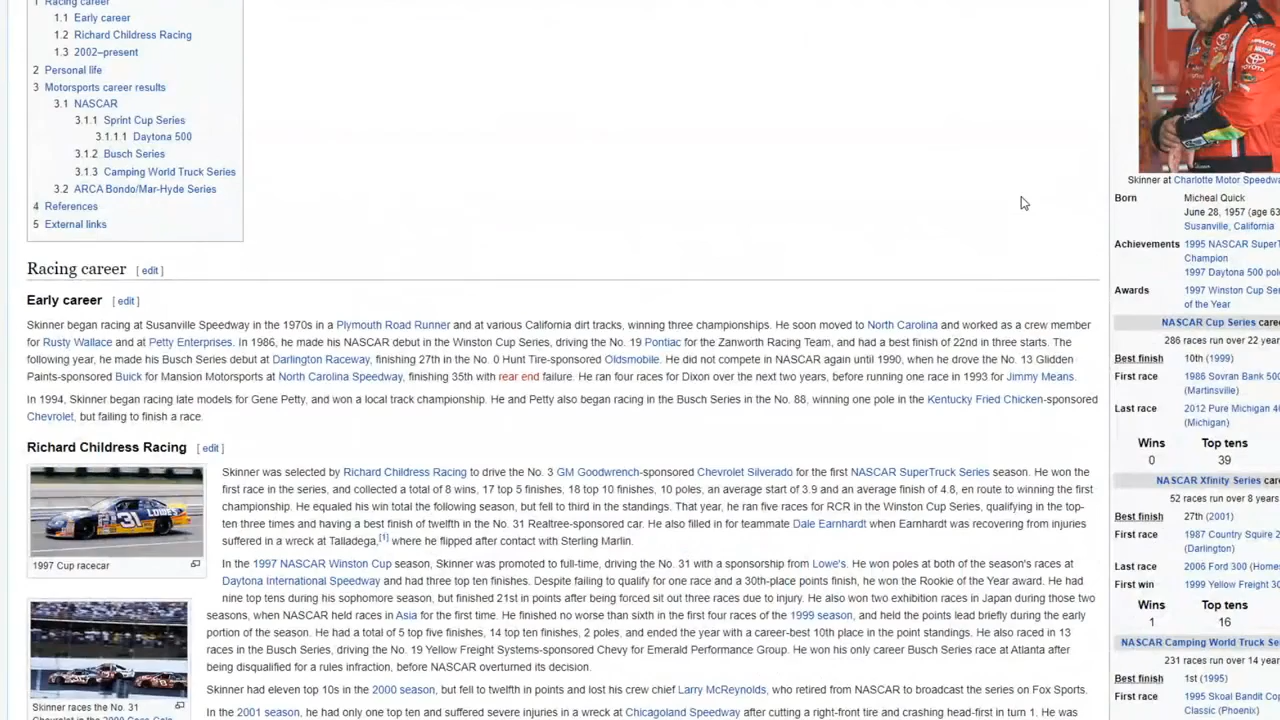 1 Racing career
1.1 Early career
1.2 Richard Childress Racing
1.3 2002–present
2 Personal life
3 Motorsports career results
3.1 NASCAR
3.1.1 Sprint Cup Series
3.1.1.1 Daytona 500
3.1.2 Busch Series
3.1.3 Camping World Truck Series
3.2 ARCA Bondo/Mar-Hyde Series
4 References
5 External links
Racing career [ edit ]
Early career [ edit ]
Skinner began racing at Susanville Speedway in the 1970s in a Plymouth Road Runner and at various California dirt tracks, winning three championships. He soon moved to North Carolina and worked as a crew member
for Rusty Wallace and at Petty Enterprises. In 1986, he made his NASCAR debut in the Winston Cup Series, driving the No. 19 Pontiac for the Zanworth Racing Team, and had a best finish of 22nd in three starts. The
following year, he made his Busch Series debut at Darlington Raceway, finishing 27th in the No. 0 Hunt Tire-sponsored Oldsmobile. He did not compete in NASCAR again until 1990, when he drove the No. 13 Glidden
Paints-sponsored Buick for Mansion Motorsports at North Carolina Speedway, finishing 35th with rear end failure. He ran four races for Dixon over the next two years, before running one race in 1993 for Jimmy Means.
In 1994, Skinner began racing late models for Gene Petty, and won a local track championship. He and Petty also began racing in the Busch Series in the No. 88, winning one pole in the Kentucky Fried Chicken-sponsored
Chevrolet, but failing to finish a race.
Richard Childress Racing [ edit ]
31 LOWE'S
1997 Cup racecar
Skinner races the No. 31
Chevrolet in the 2000 Coca-Cola
Skinner was selected by Richard Childress Racing to drive the No. 3 GM Goodwrench-sponsored Chevrolet Silverado for the first NASCAR SuperTruck Series season. He won the
first race in the series, and collected a total of 8 wins, 17 top 5 finishes, 18 top 10 finishes, 10 poles, an average start of 3.9 and an average finish of 4.8, en route to winning the first
championship. He equaled his win total the following season, but fell to third in the standings. That year, he ran five races for RCR in the Winston Cup Series, qualifying in the top-
ten three times and having a best finish of twelfth in the No. 31 Realtree-sponsored car. He also filled in for teammate Dale Earnhardt when Earnhardt was recovering from injuries
suffered in a wreck at Talladega,[1] where he flipped after contact with Sterling Marlin.
In the 1997 NASCAR Winston Cup season, Skinner was promoted to full-time, driving the No. 31 with a sponsorship from Lowe's. He won poles at both of the season's races at
Daytona International Speedway and had three top ten finishes. Despite failing to qualify for one race and a 30th-place points finish, he won the Rookie of the Year award. He had
nine top tens during his sophomore season, but finished 21st in points after being forced sit out three races due to injury. He also won two exhibition races in Japan during those two
seasons, when NASCAR held races in Asia for the first time. He finished no worse than sixth in the first four races of the 1999 season, and held the points lead briefly during the early
portion of the season. He had a total of 5 top five finishes, 14 top ten finishes, 2 poles, and ended the year with a career-best 10th place in the point standings. He also raced in 13
races in the Busch Series, driving the No. 19 Yellow Freight Systems-sponsored Chevy for Emerald Performance Group. He won his only career Busch Series race at Atlanta after
being disqualified for a rules infraction, before NASCAR overturned its decision.
Skinner had eleven top 10s in the 2000 season, but fell to twelfth in points and lost his crew chief Larry McReynolds, who retired from NASCAR to broadcast the series on Fox Sports.
In the 2001 season, he had only one top ten and suffered severe injuries in a wreck at Chicagoland Speedway after cutting a right-front tire and crashing head-first in turn 1. He was
TOYOTA
Skinner at Charlotte Motor Speedwa
Born Micheal Quick
June 28, 1957 (age 63
Susanville, California
Achievements 1995 NASCAR SuperT
Champion
1997 Daytona 500 pol
Awards 1997 Winston Cup Se
of the Year
NASCAR Cup Series caree
286 races run over 22 year
Best finish 10th (1999)
First race 1986 Sovran Bank 500
(Martinsville)
Last race 2012 Pure Michigan 40
(Michigan)
Wins Top tens
0 39
NASCAR Xfinity Series care
52 races run over 8 years
Best finish 27th (2001)
First race 1987 Country Squire 2
(Darlington)
Last race 2006 Ford 300 (Homes
First win 1999 Yellow Freight 30
Wins Top tens
1 16
NASCAR Camping World Truck Se
231 races run over 14 year
Best finish 1st (1995)
First race 1995 Skoal Bandit Cop
Classic (Phoenix)